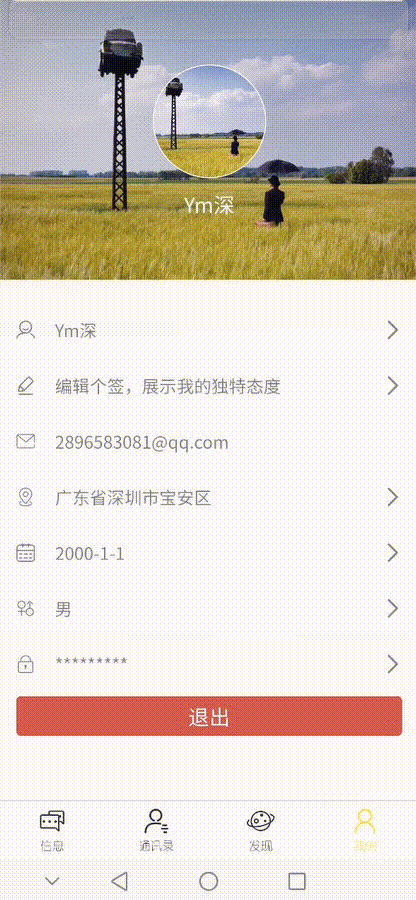 Ym深
Ym深
编辑个签，展示我的独特态度
2896583081@qq.com
广东省深圳市宝安区
2000-1-1
男
*********
退出
信息
通讯录
发现